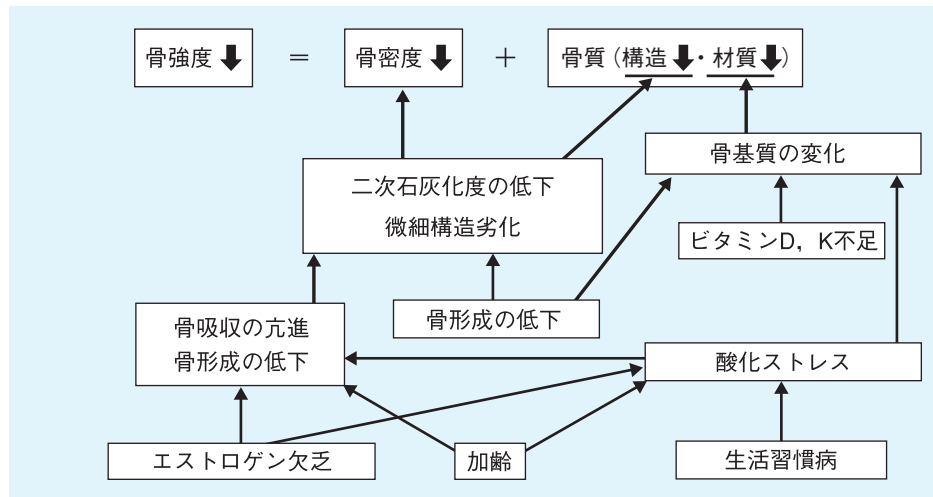 骨強度 = 骨密度 + 骨質(構造・材質)
骨基質の変化
二次石灰化度の低下
微細構造劣化
ビタミンD，K不足
骨形成の低下
骨吸収の亢進
骨形成の低下
酸化ストレス
エストロゲン欠乏
加齢
生活習慣病